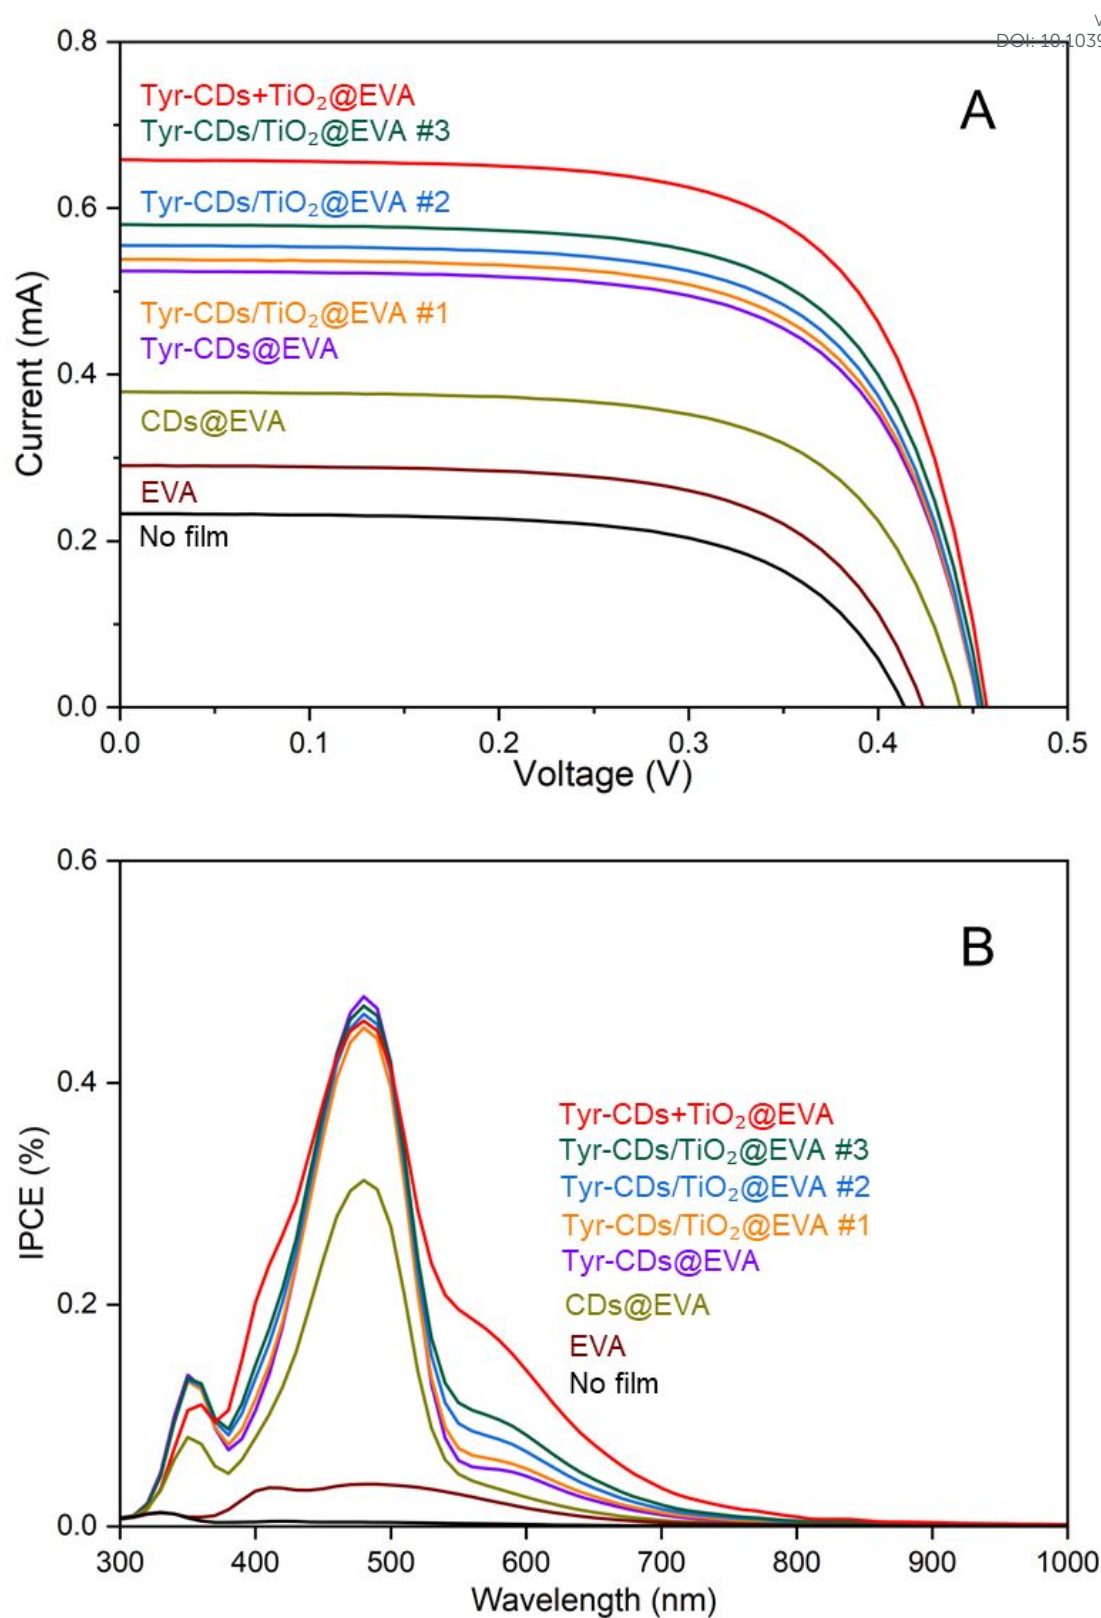 V
DOI: 10.1039
0.8
Tyr-CDs+TiO₂@EVA
A
Tyr-CDs/TiO₂@EVA #3
0.6
Tyr-CDs/TiO₂@EVA #2
Tyr-CDs/TiO₂@EVA #1
Tyr-CDs@EVA
Current (mA)
0.4
CDs@EVA
EVA
No film
0.2
0.0
0.0 0.1 0.2 0.3 0.4 0.5
Voltage (V)
0.6
B
0.4
Tyr-CDs+TiO₂@EVA
Tyr-CDs/TiO₂@EVA #3
Tyr-CDs/TiO₂@EVA #2
IPCE (%)
Tyr-CDs/TiO₂@EVA #1
Tyr-CDs@EVA
0.2
CDs@EVA
EVA
No film
0.0
300 400 500 600 700 800 900 1000
Wavelength (nm)